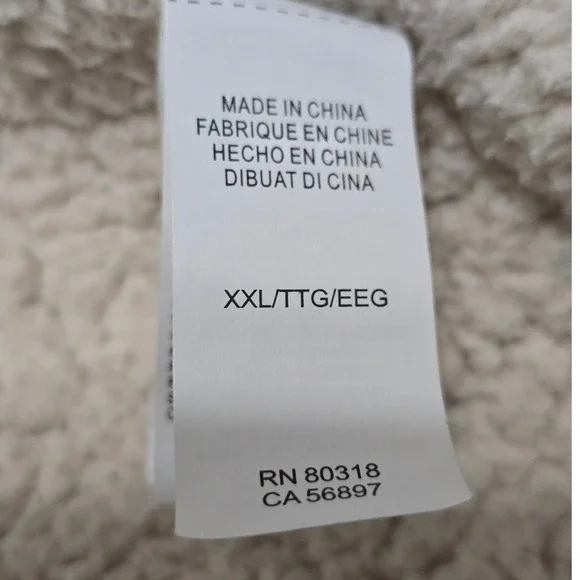 MADE IN CHINA
FABRIQUE EN CHINE
HECHO EN CHINA
DIBUAT DI CINA
XXL/TTG/EEG
RN 80318
CA 56897